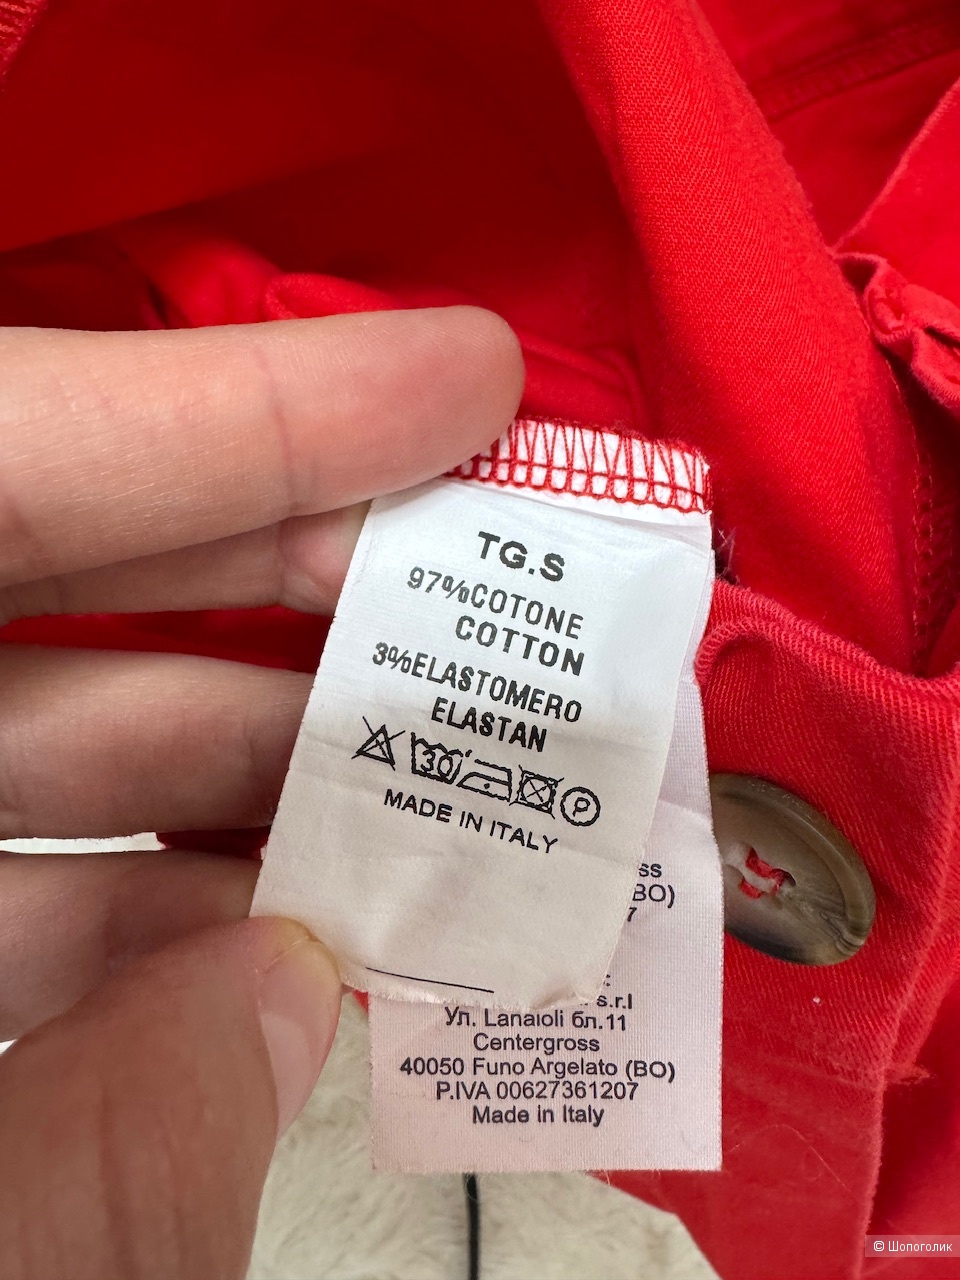 TG.S
97%COTONE
COTTON
3%ELASTOMERO
ELASTAN
30 P
MADE IN ITALY
(BO)
7
s.r.l
Ул. Lanaioli бл.11
Centergross
40050 Funo Argelato (BO)
P.IVA 00627361207
Made in Italy
© Шопоголик